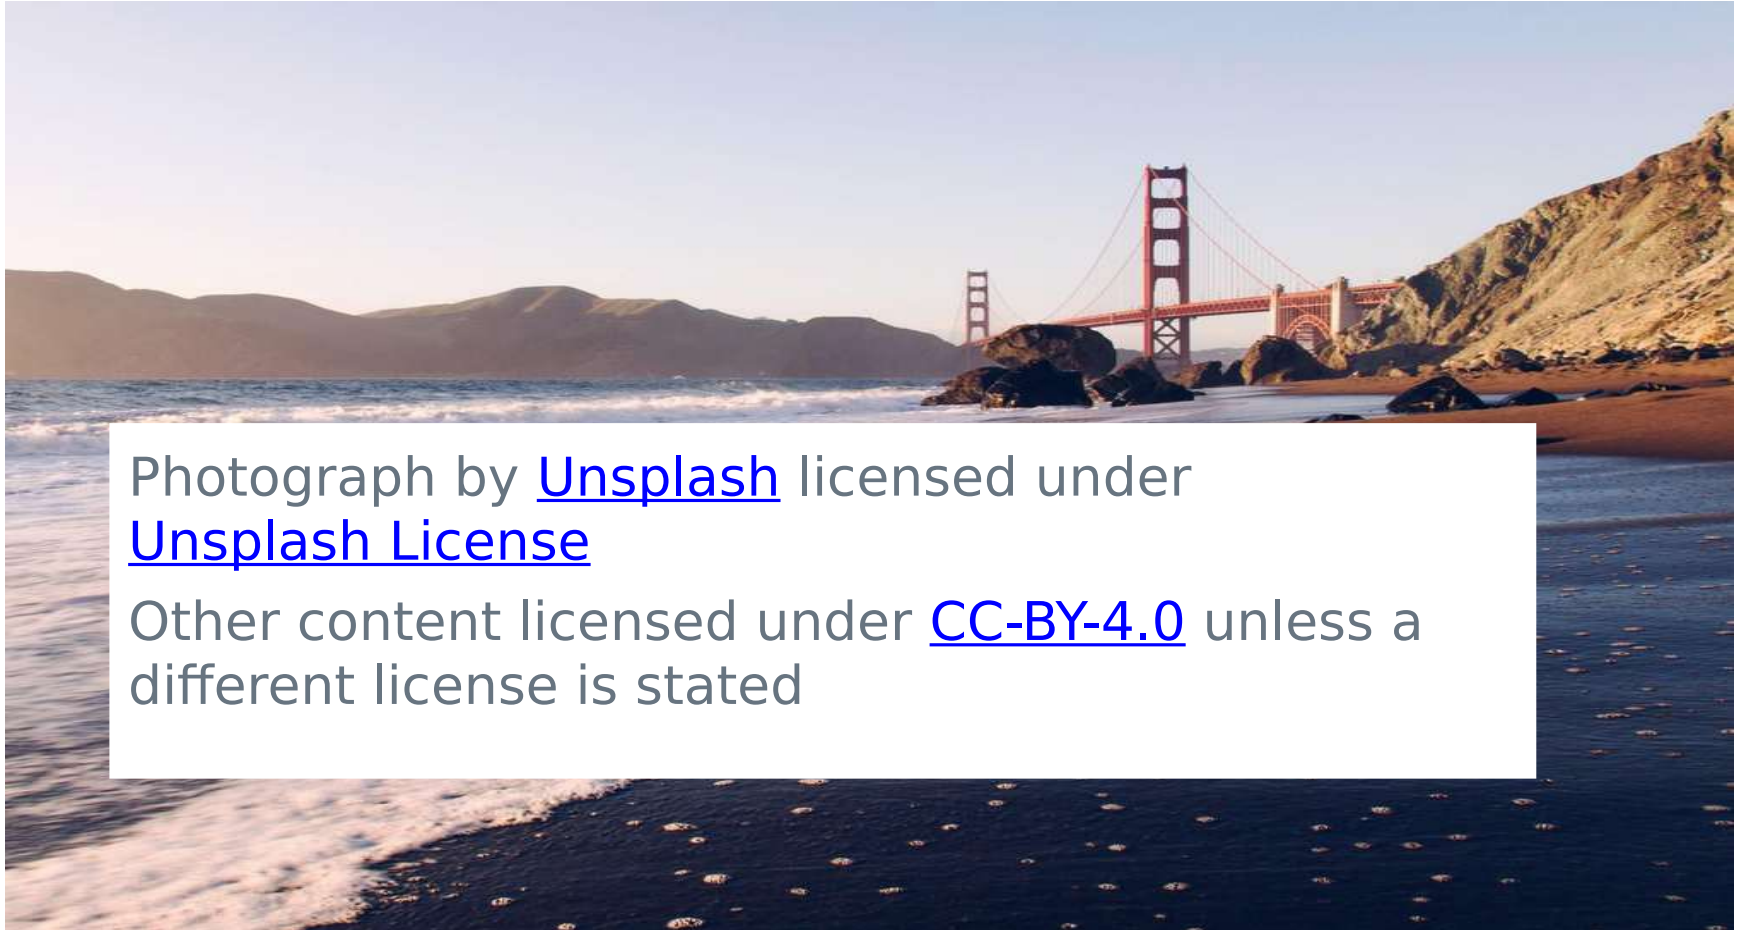 Photograph by Unsplash licensed under
Unsplash License
Other content licensed under CC-BY-4.0 unless a
different license is stated